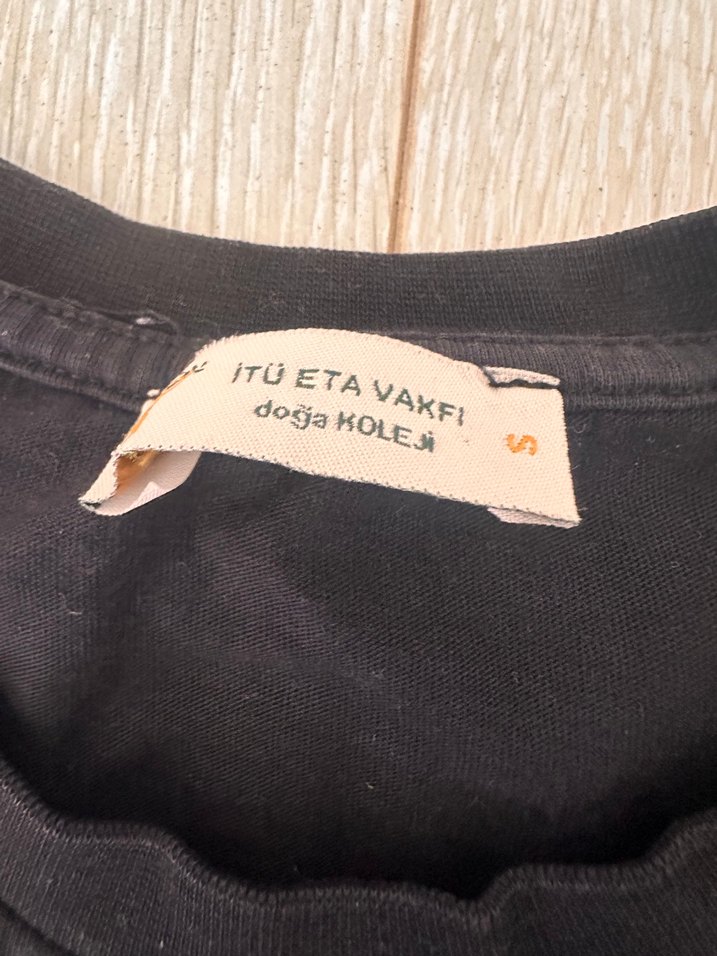 İTÜ ETA VAKFI
doğa KOLEJİ
S